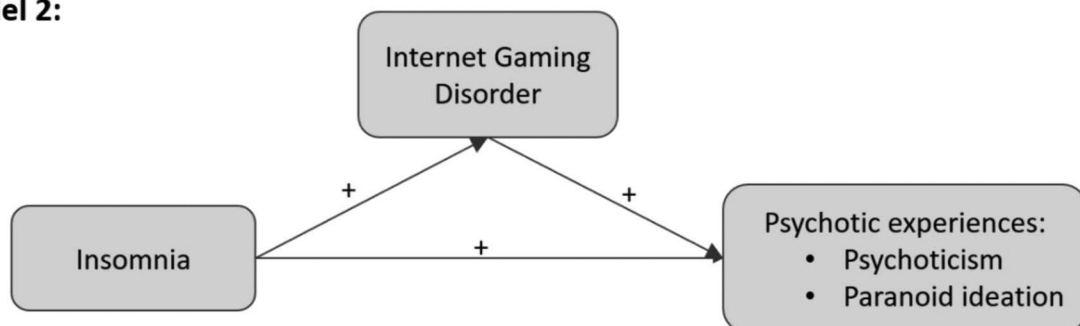 el 2:
Internet Gaming
Disorder
+
+
Psychotic experiences:
+
Insomnia
• Psychoticism
• Paranoid ideation